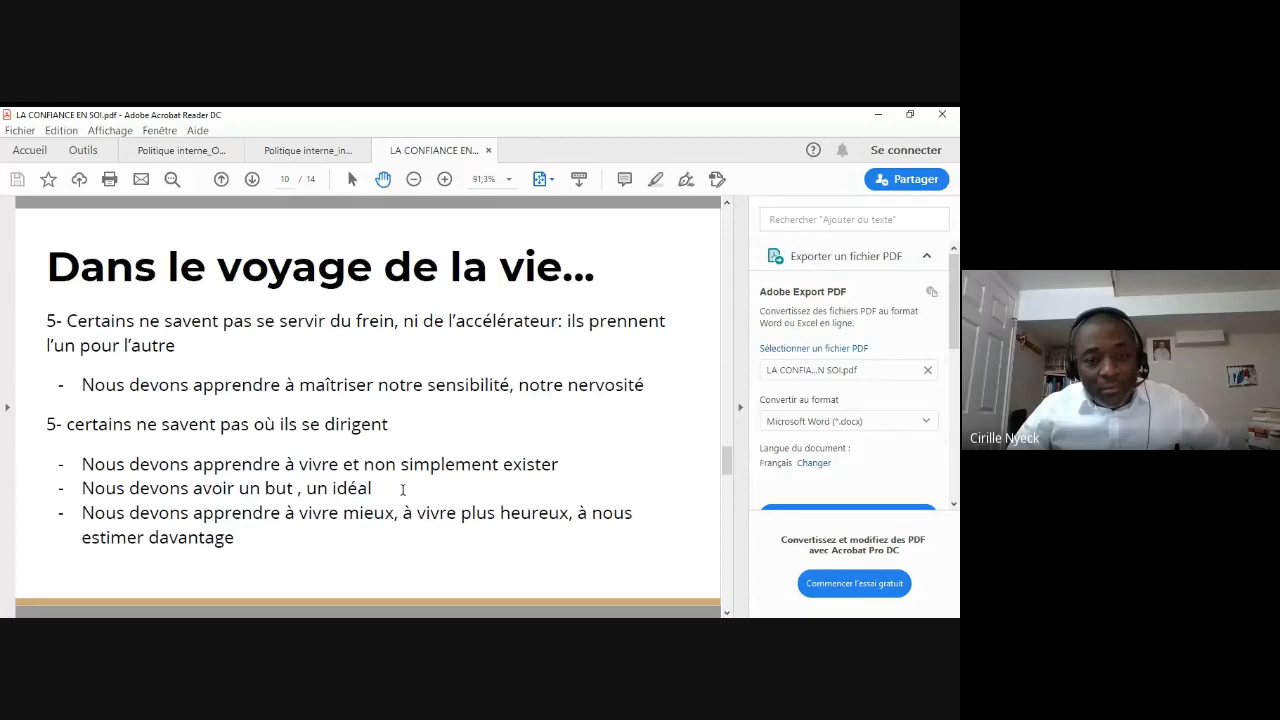 LA CONFIANCE EN SOI.pdf - Adobe Acrobat Reader DC
Fichier Edition Affichage Fenêtre Aide
Accueil Outils Politique interne_O... Politique interne_in... LA CONFIANCE EN... × Se connecter
10 / 14 91,3% Partager
Dans le voyage de la vie...
5- Certains ne savent pas se servir du frein, ni de l’accélérateur: ils prennent
l’un pour l’autre
- Nous devons apprendre à maîtriser notre sensibilité, notre nervosité
5- certains ne savent pas où ils se dirigent
- Nous devons apprendre à vivre et non simplement exister
- Nous devons avoir un but , un idéal
- Nous devons apprendre à vivre mieux, à vivre plus heureux, à nous
estimer davantage
Rechercher "Ajouter du texte"
Exporter un fichier PDF
Adobe Export PDF
Convertissez des fichiers PDF au format
Word ou Excel en ligne.
Sélectionner un fichier PDF
LA CONFIA...N SOI.pdf
Convertir au format
Microsoft Word (*.docx)
Langue du document :
Français Changer
Convertissez et modifiez des PDF
avec Acrobat Pro DC
Commencer l'essai gratuit
Cirille Nyeck